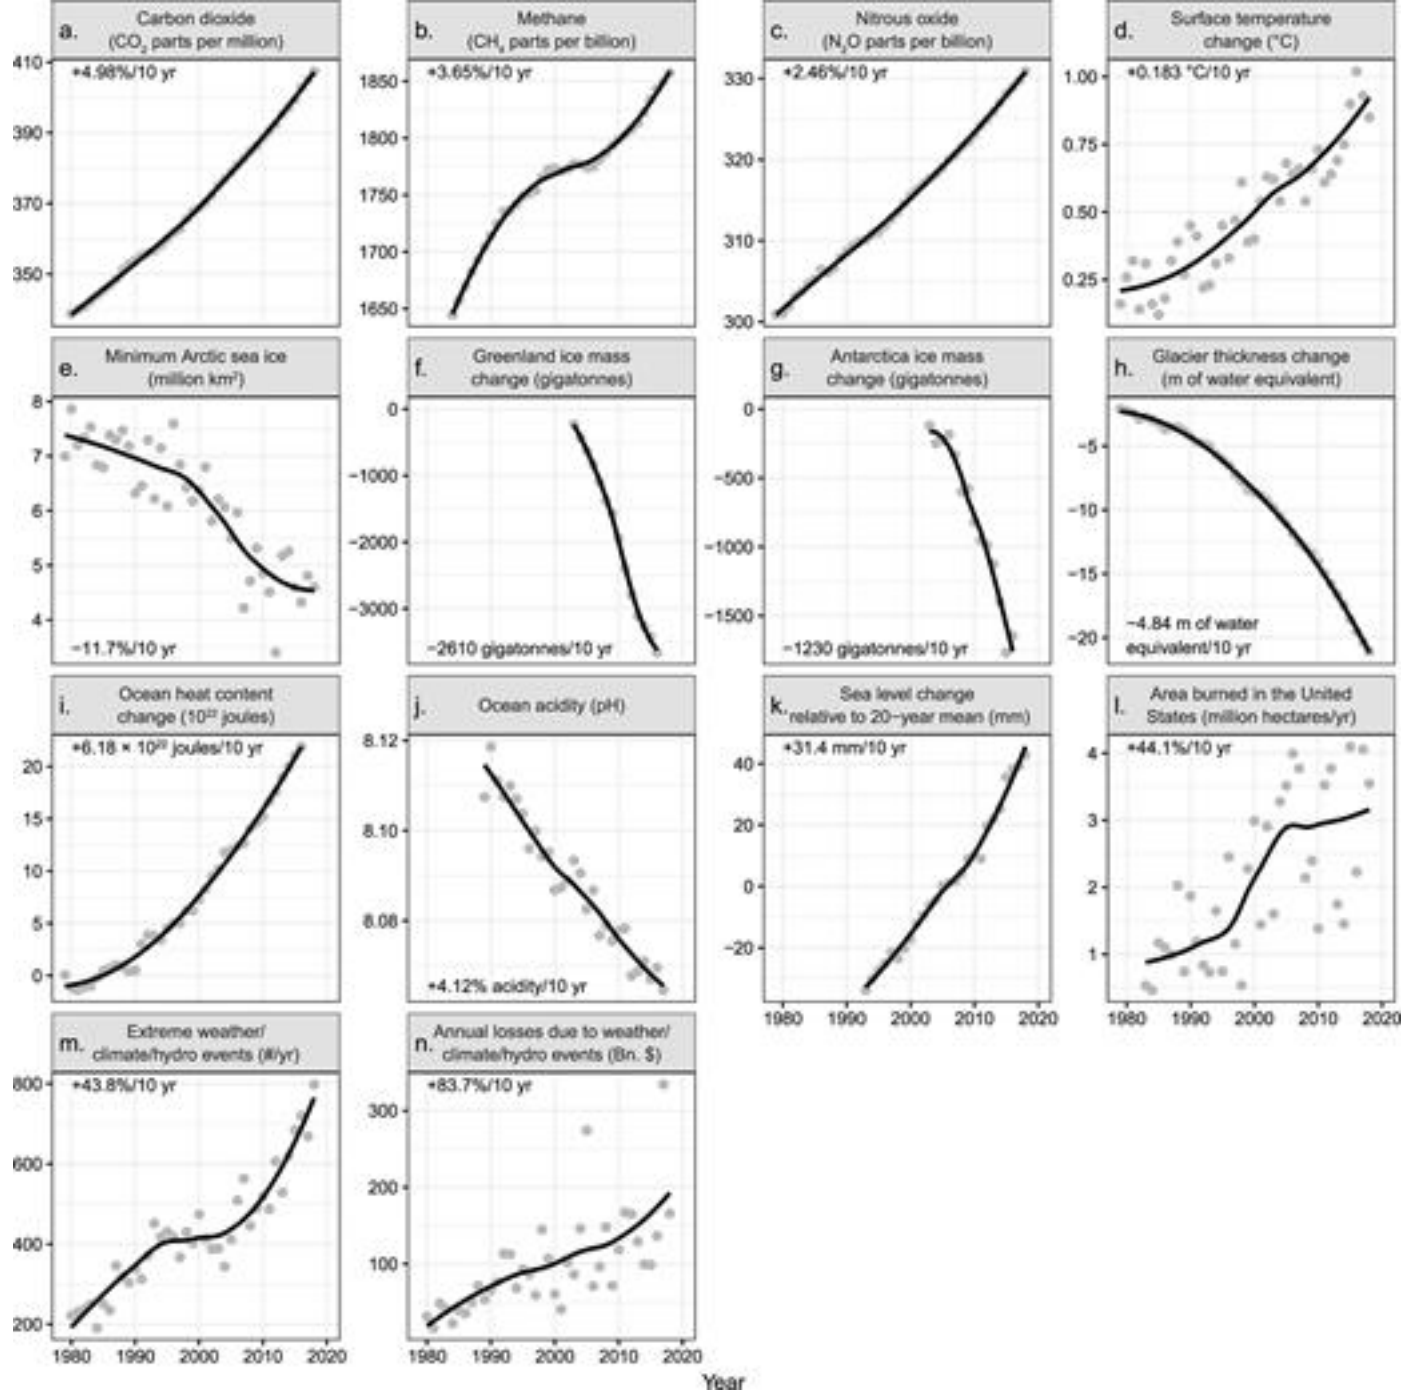 a. Carbon dioxide
(CO₂ parts per million)
+4.98%/10 yr
410
390
370
350
b. Methane
(CH₄ parts per billion)
+3.65%/10 yr
1850
1800
1750
1700
1650
c. Nitrous oxide
(N₂O parts per billion)
+2.46%/10 yr
330
320
310
300
d. Surface temperature
change (°C)
+0.183 °C/10 yr
1.00
0.75
0.50
0.25
e. Minimum Arctic sea ice
(million km²)
8
7
6
5
4
−11.7%/10 yr
f. Greenland ice mass
change (gigatonnes)
0
−1000
−2000
−3000
−2610 gigatonnes/10 yr
g. Antarctica ice mass
change (gigatonnes)
0
−500
−1000
−1500
−1230 gigatonnes/10 yr
h. Glacier thickness change
(m of water equivalent)
−5
−10
−15
−20
−4.84 m of water
equivalent/10 yr
i. Ocean heat content
change (10²² joules)
+6.18 × 10²² joules/10 yr
20
15
10
5
0
j. Ocean acidity (pH)
8.12
8.10
8.08
+4.12% acidity/10 yr
k. Sea level change
relative to 20−year mean (mm)
+31.4 mm/10 yr
40
20
0
−20
1980 1990 2000 2010 2020
l. Area burned in the United
States (million hectares/yr)
+44.1%/10 yr
4
3
2
1
1980 1990 2000 2010 2020
m. Extreme weather/
climate/hydro events (#/yr)
+43.8%/10 yr
800
600
400
200
1980 1990 2000 2010 2020
n. Annual losses due to weather/
climate/hydro events (Bn. $)
+83.7%/10 yr
300
200
100
1980 1990 2000 2010 2020
Year